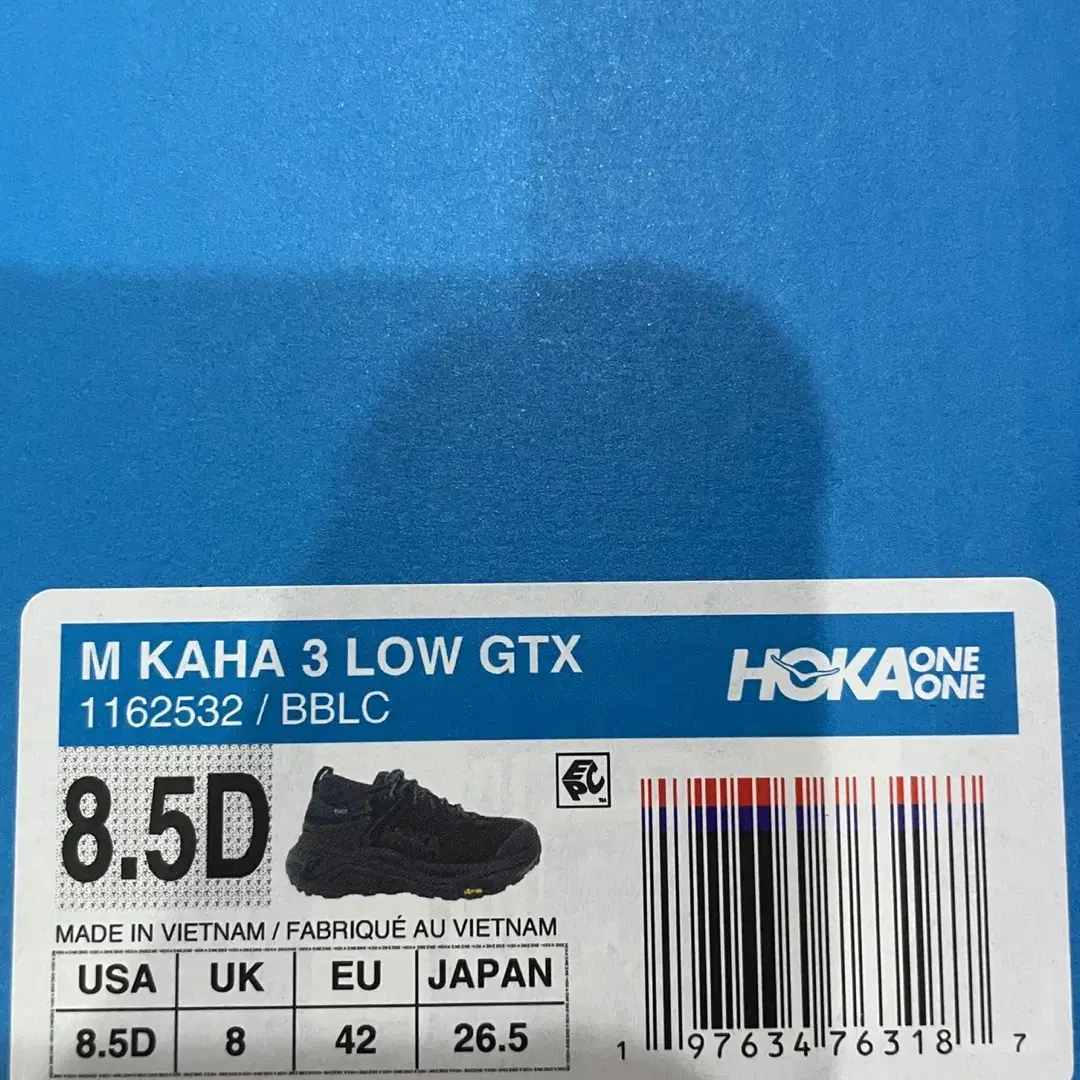 M KAHA 3 LOW GTX
1162532 / BBLC
HOKA ONE ONE
8.5D
EPC™
MADE IN VIETNAM / FABRIQUÉ AU VIETNAM
USA UK EU JAPAN
8.5D 8 42 26.5
1 97634 76318 7